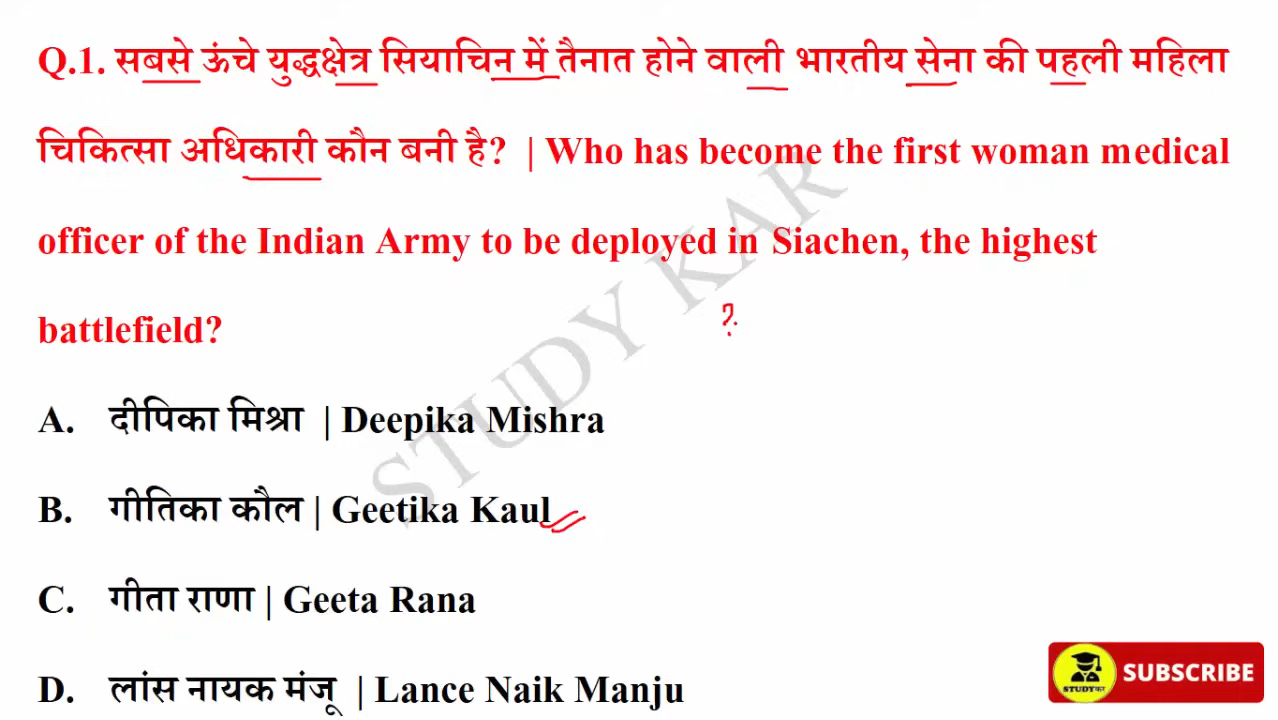 Q.1. सबसे ऊंचे युद्धक्षेत्र सियाचिन में तैनात होने वाली भारतीय सेना की पहली महिला
चिकित्सा अधिकारी कौन बनी है? | Who has become the first woman medical
officer of the Indian Army to be deployed in Siachen, the highest
battlefield?
?
A. दीपिका मिश्रा | Deepika Mishra
B. गीतिका कौल | Geetika Kaul
C. गीता राणा | Geeta Rana
D. लांस नायक मंजू | Lance Naik Manju
STUDY KAR
STUDYकर
SUBSCRIBE